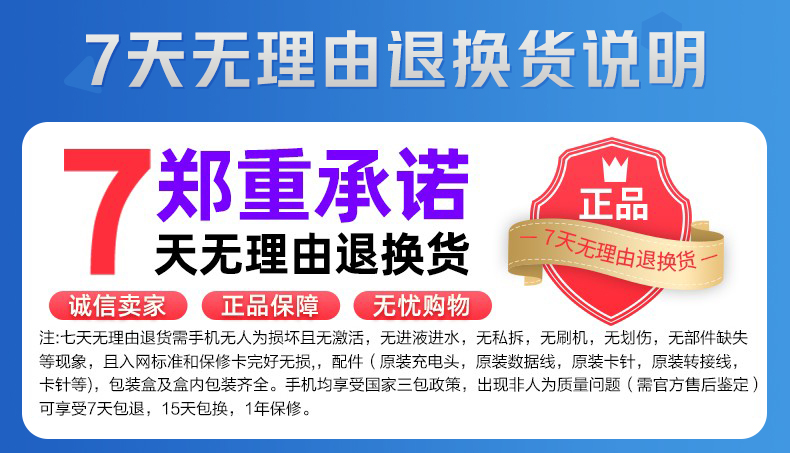 7天无理由退换货说明
7郑重承诺
天无理由退换货
正品
7天无理由退换货
诚信卖家 正品保障 无忧购物
注:七天无理由退货需手机无人为损坏且无激活，无进液进水，无私拆，无刷机，无划伤，无部件缺失
等现象，且入网标准和保修卡完好无损,，配件（原装充电头，原装数据线，原装卡针，原装转接线，
卡针等)，包装盒及盒内包装齐全。手机均享受国家三包政策，出现非人为质量问题（需官方售后鉴定）
可享受7天包退，15天包换，1年保修。